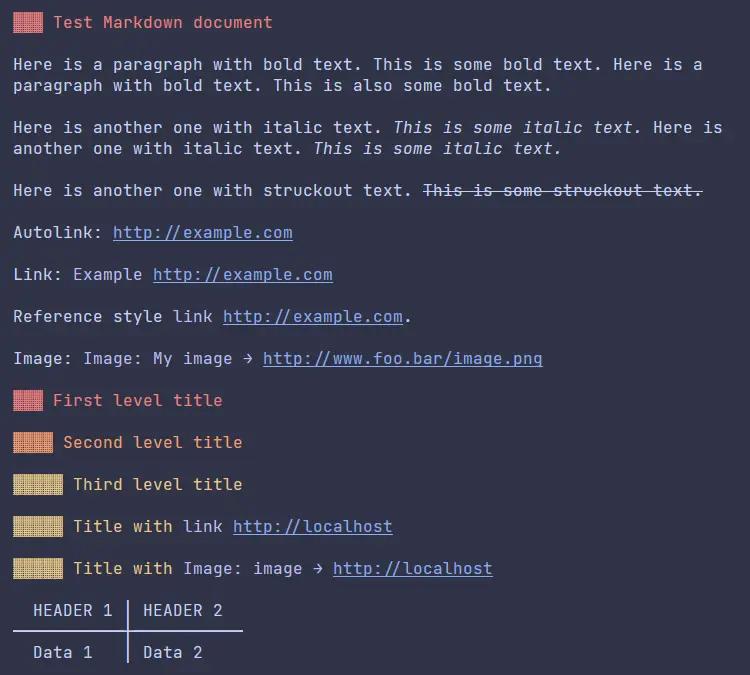 ▓▓▓ Test Markdown document
Here is a paragraph with bold text. This is some bold text. Here is a
paragraph with bold text. This is also some bold text.
Here is another one with italic text. This is some italic text. Here is
another one with italic text. This is some italic text.
Here is another one with struckout text. This is some struckout text.
Autolink: http://example.com
Link: Example http://example.com
Reference style link http://example.com.
Image: Image: My image → http://www.foo.bar/image.png
▓▓▓ First level title
▓▓▓▓ Second level title
▓▓▓▓▓ Third level title
▓▓▓▓▓ Title with link http://localhost
▓▓▓▓▓ Title with Image: image → http://localhost
HEADER 1 │ HEADER 2
Data 1 │ Data 2